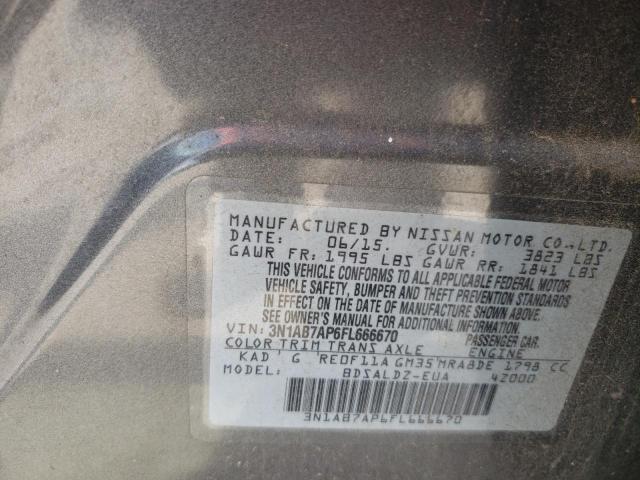 MANUFACTURED BY NISSAN MOTOR CO.,LTD.
DATE: 06/15. GVWR: 3823 LBS
GAWR FR: 1995 LBS GAWR RR: 1841 LBS
THIS VEHICLE CONFORMS TO ALL APPLICABLE FEDERAL MOTOR
VEHICLE SAFETY, BUMPER AND THEFT PREVENTION STANDARDS
IN EFFECT ON THE DATE OF MANUFACTURE SHOWN ABOVE.
SEE OWNER'S MANUAL FOR ADDITIONAL INFORMATION.
VIN: 3N1AB7AP6FL666670 PASSENGER CAR.
COLOR TRIM TRANS AXLE ENGINE
KAD G RE0F11A GM35 MRA8DE 1798 CC
MODEL: BDSALDZ-EUA 42000
3N1AB7AP6FL666670